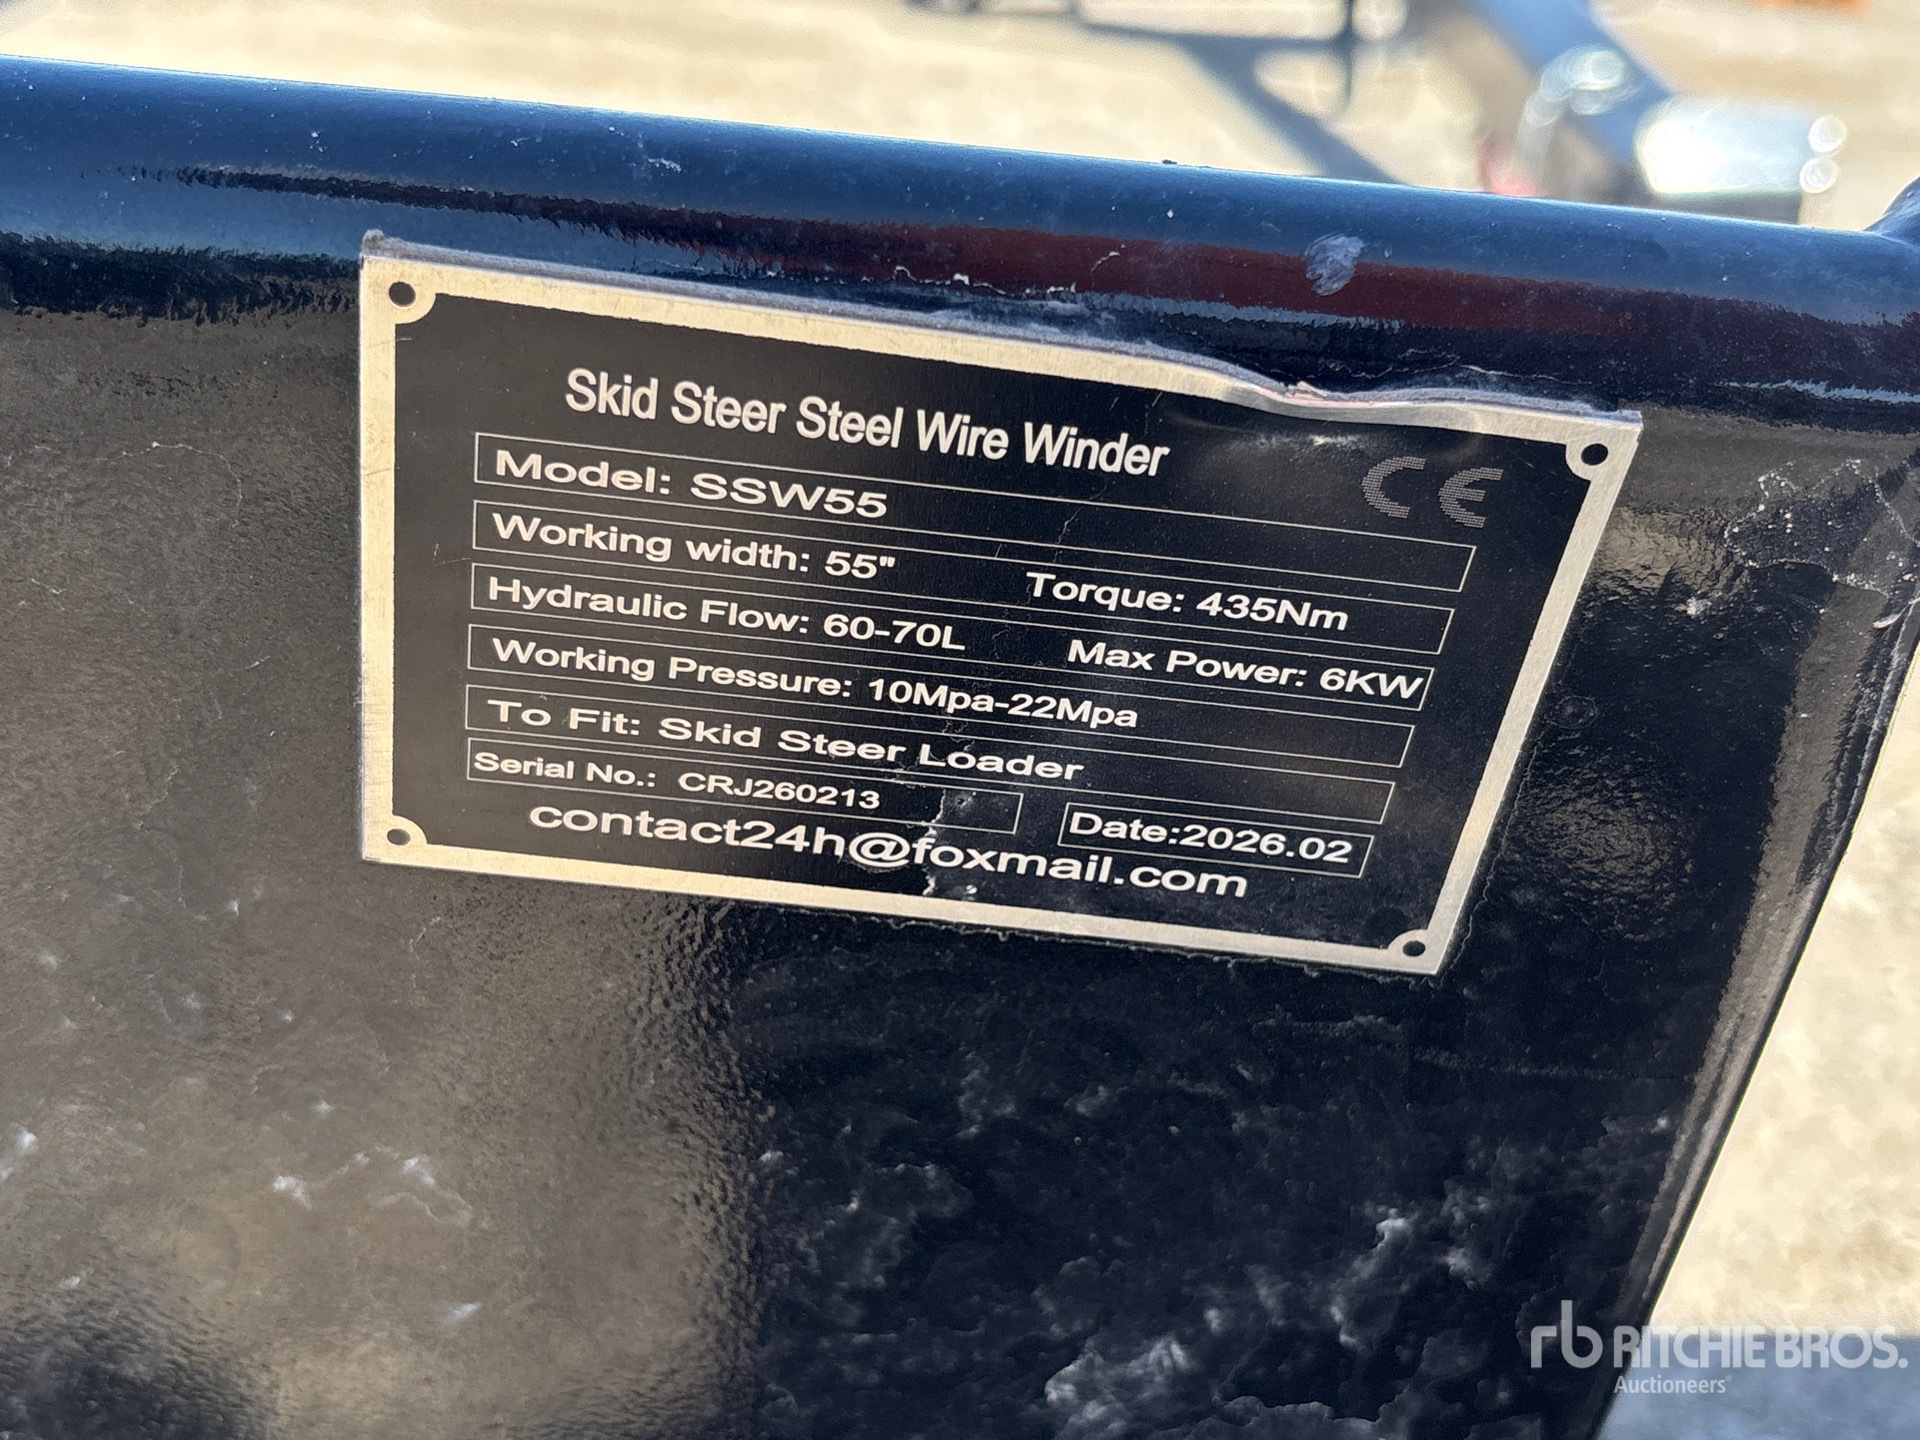 Skid Steer Steel Wire Winder
CE
Model: SSW55
Working width: 55" Torque: 435Nm
Hydraulic Flow: 60-70L Max Power: 6KW
Working Pressure: 10Mpa-22Mpa
To Fit: Skid Steer Loader
Serial No.: CRJ260213 Date:2026.02
contact24h@foxmail.com
rb RITCHIE BROS.
Auctioneers